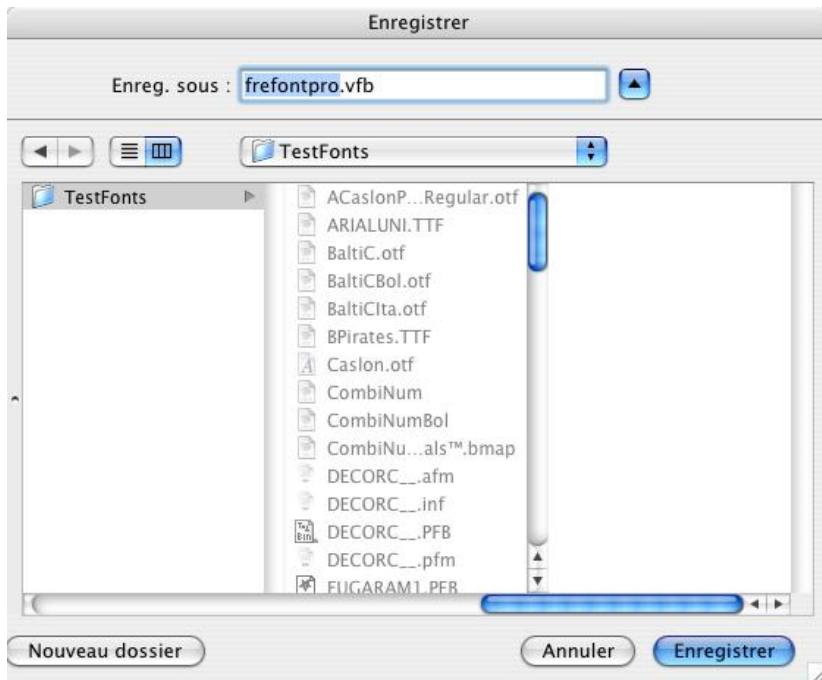 Enregistrer
Enreg. sous : frefontpro.vfb
TestFonts
TestFonts
ACaslonP...Regular.otf
ARIALUNI.TTF
BaltiC.otf
BaltiCBol.otf
BaltiCIta.otf
BPirates.TTF
Caslon.otf
CombiNum
CombiNumBol
CombiNu...als™.bmap
DECORC__.afm
DECORC__.inf
DECORC__.PFB
DECORC__.pfm
FUGARAM1.PFB
Nouveau dossier
Annuler
Enregistrer